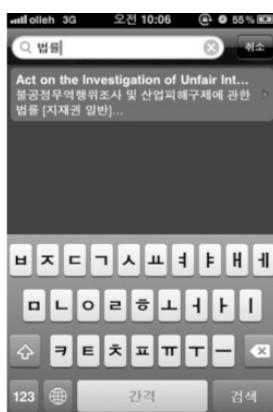 olleh 3G 오전 10:06 55%
법률 취소
Act on the Investigation of Unfair Int...
불공정무역행위조사 및 산업피해구제에 관한
법률 [지재권 일반]...
ㅂ ㅈ ㄷ ㄱ ㅅ ㅛ ㅕ ㅑ ㅐ ㅔ
ㅁ ㄴ ㅇ ㄹ ㅎ ㅗ ㅓ ㅏ ㅣ
ㅋ ㅌ ㅊ ㅍ ㅠ ㅜ ㅡ
123 간격 검색